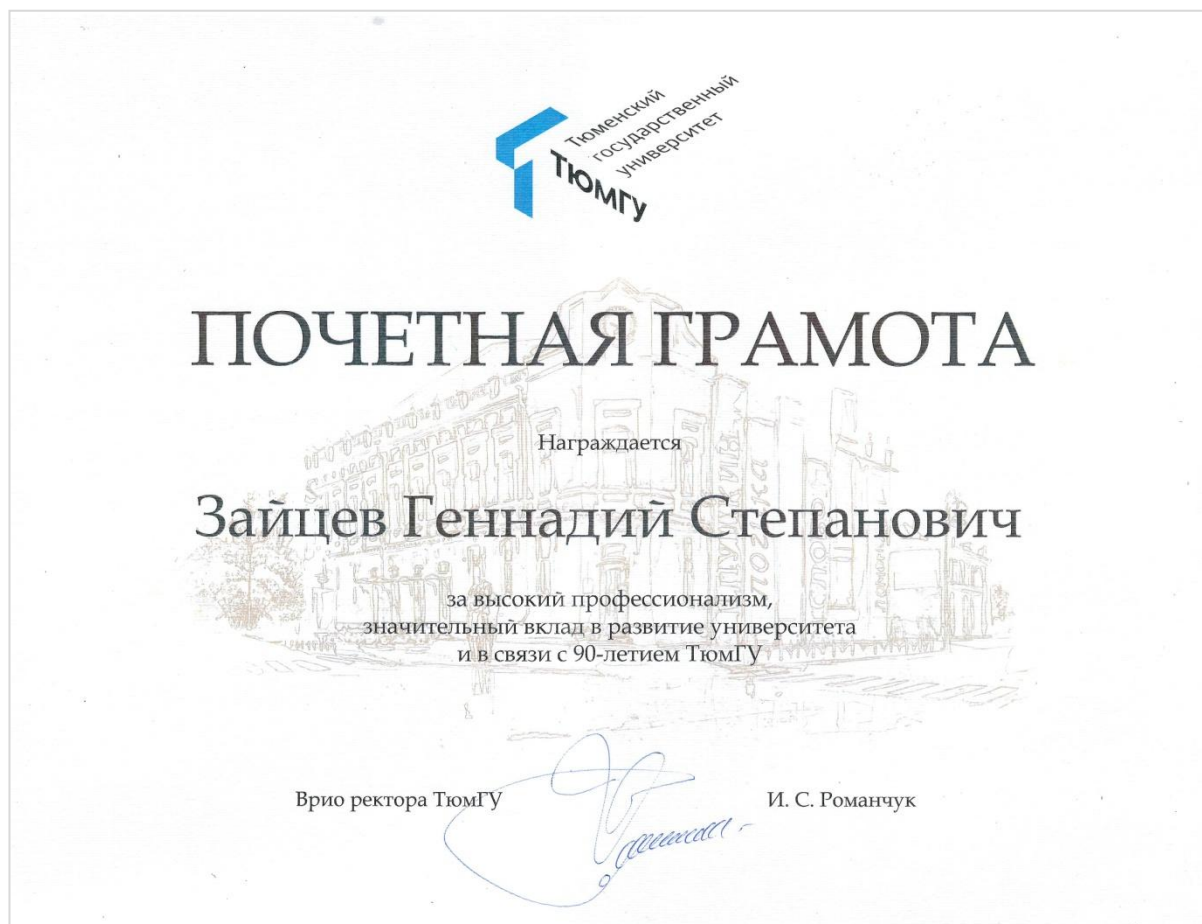 Тюменский
государственный
университет
ТЮМГУ
ПОЧЕТНАЯ ГРАМОТА
Награждается
Зайцев Геннадий Степанович
за высокий профессионализм,
значительный вклад в развитие университета
и в связи с 90-летием ТюмГУ
Врио ректора ТюмГУ
И. С. Романчук